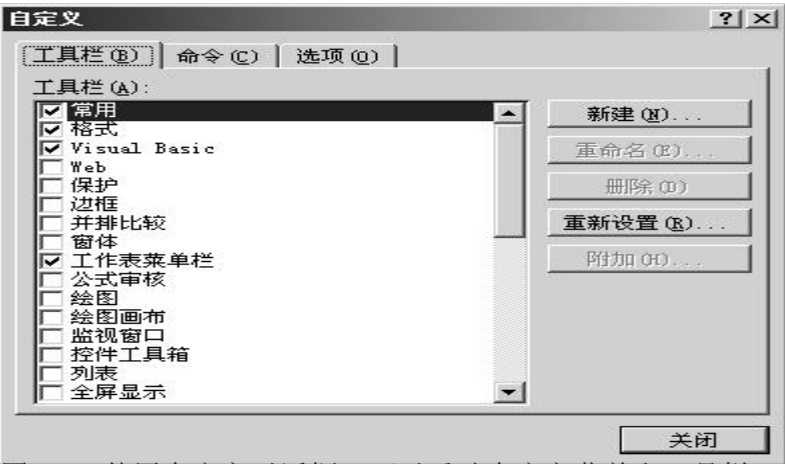 自定义
工具栏(B) 命令(C) 选项(O)
工具栏(A):
常用
格式
Visual Basic
Web
保护
边框
并排比较
窗体
工作表菜单栏
公式审核
绘图
绘图画布
监视窗口
控件工具箱
列表
全屏显示
新建(N)...
重命名(E)...
删除(D)
重新设置(R)...
附加(H)...
关闭